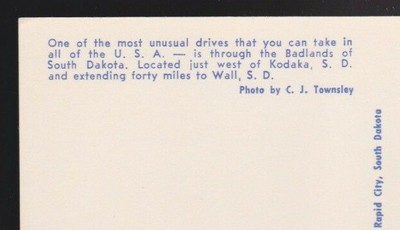 One of the most unusual drives that you can take in
all of the U. S. A. — is through the Badlands of
South Dakota. Located just west of Kodaka, S. D.
and extending forty miles to Wall, S. D.
Photo by C. J. Townsley
Rapid City, South Dakota